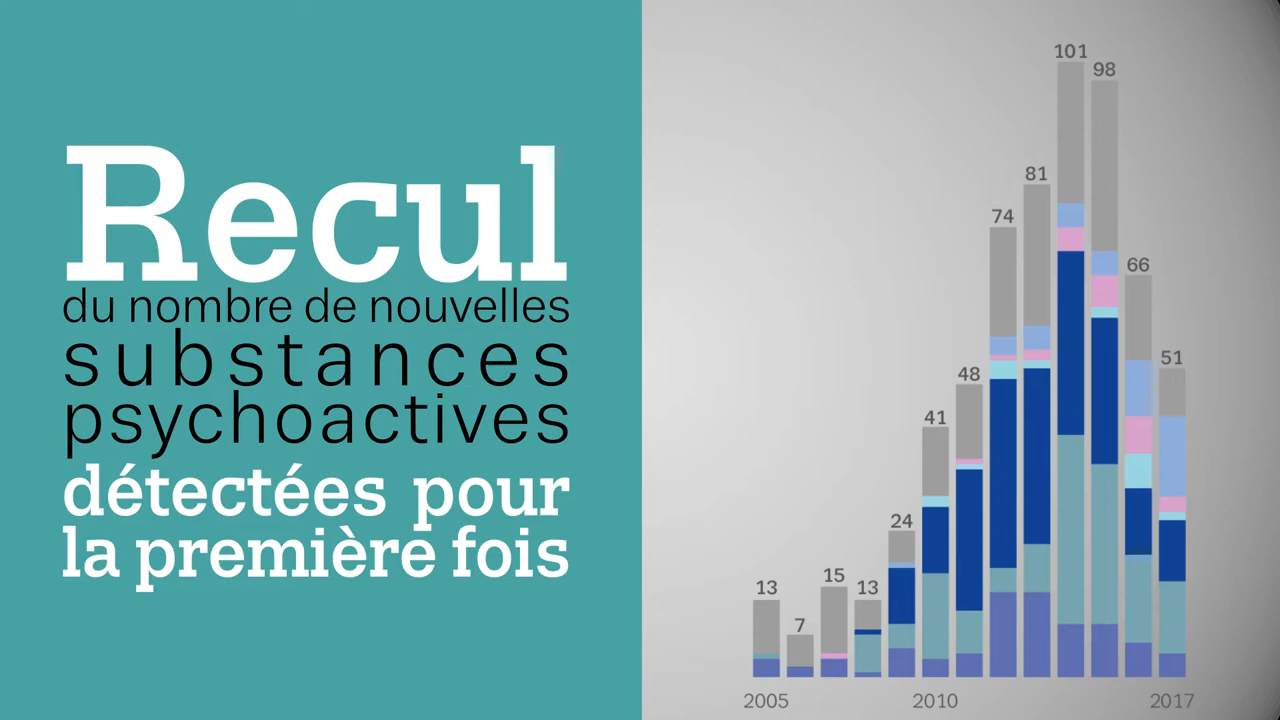 Recul
du nombre de nouvelles
substances
psychoactives
détectées pour
la première fois
13
7
15
13
24
41
48
74
81
101
98
66
51
2005
2010
2017